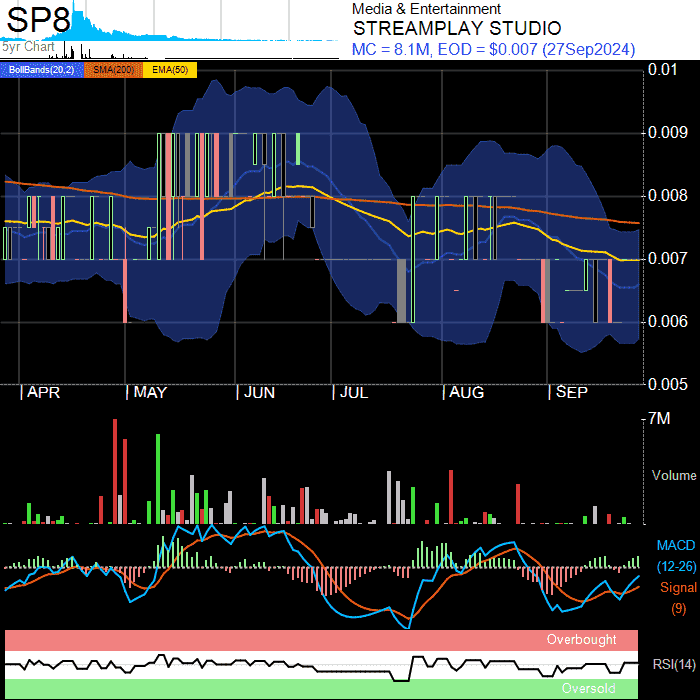 SP8
5yr Chart
Media & Entertainment
STREAMPLAY STUDIO
MC = 8.1M, EOD = $0.007 (27Sep2024)
BollBands(20,2) SMA(200) EMA(50)
0.01
0.009
0.008
0.007
0.006
0.005
APR MAY JUN JUL AUG SEP
7M
Volume
MACD
(12-26)
Signal
(9)
Overbought
RSI(14)
Oversold